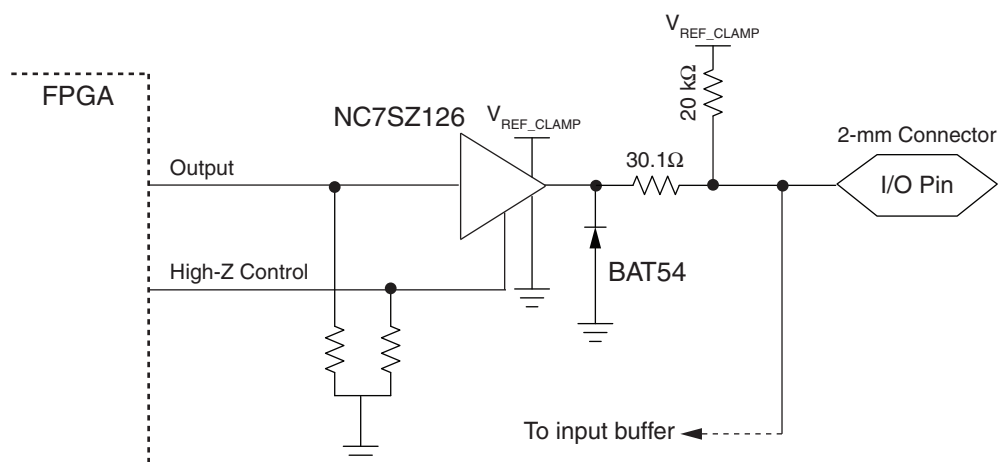 V_REF_CLAMP
FPGA
NC7SZ126
V_REF_CLAMP
20 kΩ
2-mm Connector
Output
30.1Ω
I/O Pin
High-Z Control
BAT54
To input buffer